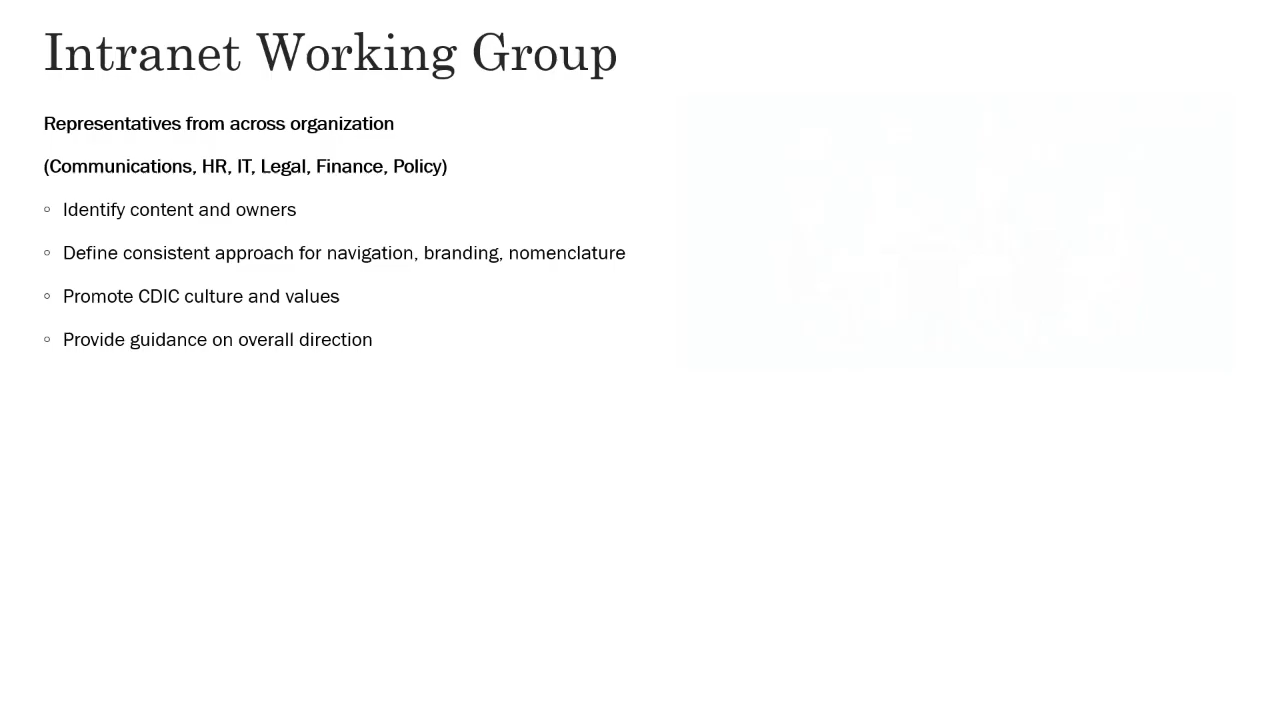 Intranet Working Group
Representatives from across organization
(Communications, HR, IT, Legal, Finance, Policy)
◦ Identify content and owners
◦ Define consistent approach for navigation, branding, nomenclature
◦ Promote CDIC culture and values
◦ Provide guidance on overall direction